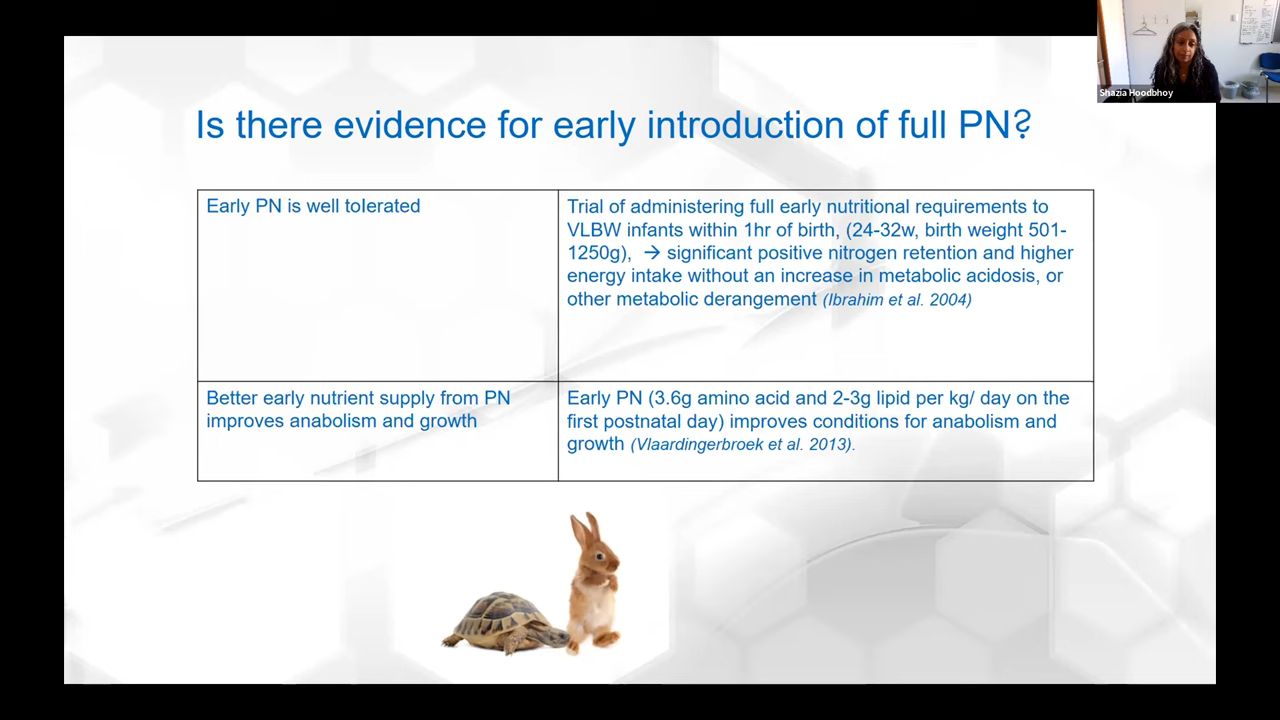 Shazia Hoodbhoy
Is there evidence for early introduction of full PN?
Early PN is well tolerated
Trial of administering full early nutritional requirements to
VLBW infants within 1hr of birth, (24-32w, birth weight 501-
1250g), → significant positive nitrogen retention and higher
energy intake without an increase in metabolic acidosis, or
other metabolic derangement (Ibrahim et al. 2004)
Better early nutrient supply from PN
improves anabolism and growth
Early PN (3.6g amino acid and 2-3g lipid per kg/ day on the
first postnatal day) improves conditions for anabolism and
growth (Vlaardingerbroek et al. 2013).